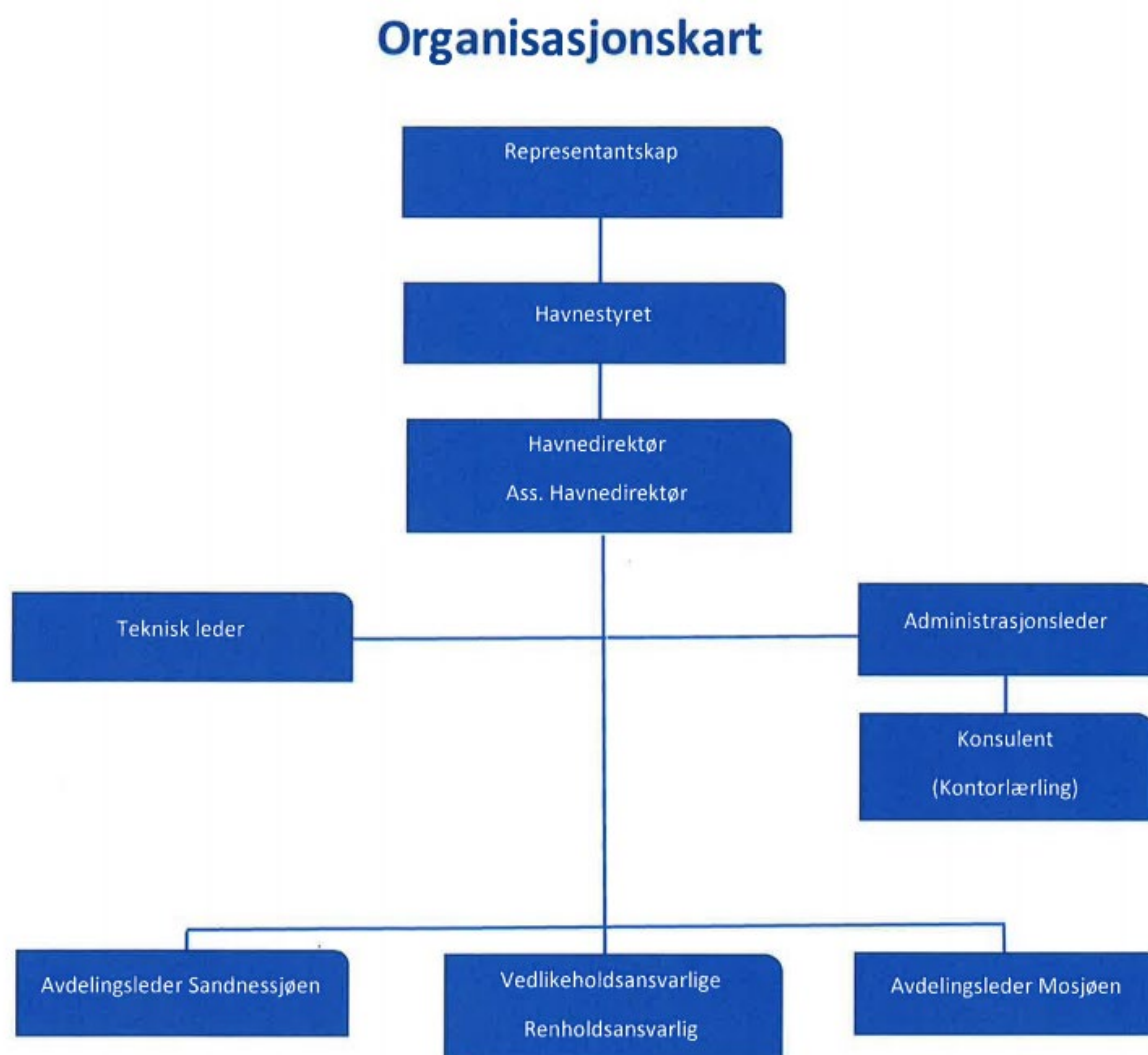 Organisasjonskart
Representantskap
Havnestyret
Havnedirektør
Ass. Havnedirektør
Teknisk leder
Administrasjonsleder
Konsulent
(Kontorlærling)
Avdelingsleder Sandnessjøen
Vedlikeholdsansvarlige
Renholdsansvarlig
Avdelingsleder Mosjøen